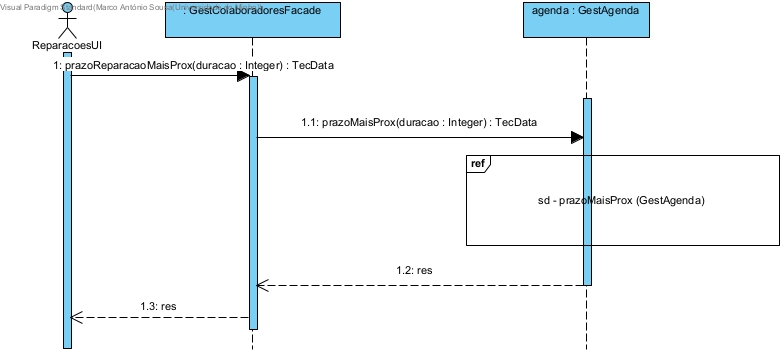 Visual Paradigm Standard(Marco António Sousa(Universidade do Minho))
: GestColaboradoresFacade
agenda : GestAgenda
ReparacoesUI
1: prazoReparacaoMaisProx(duracao : Integer) : TecData
1.1: prazoMaisProx(duracao : Integer) : TecData
ref
sd - prazoMaisProx (GestAgenda)
1.2: res
1.3: res